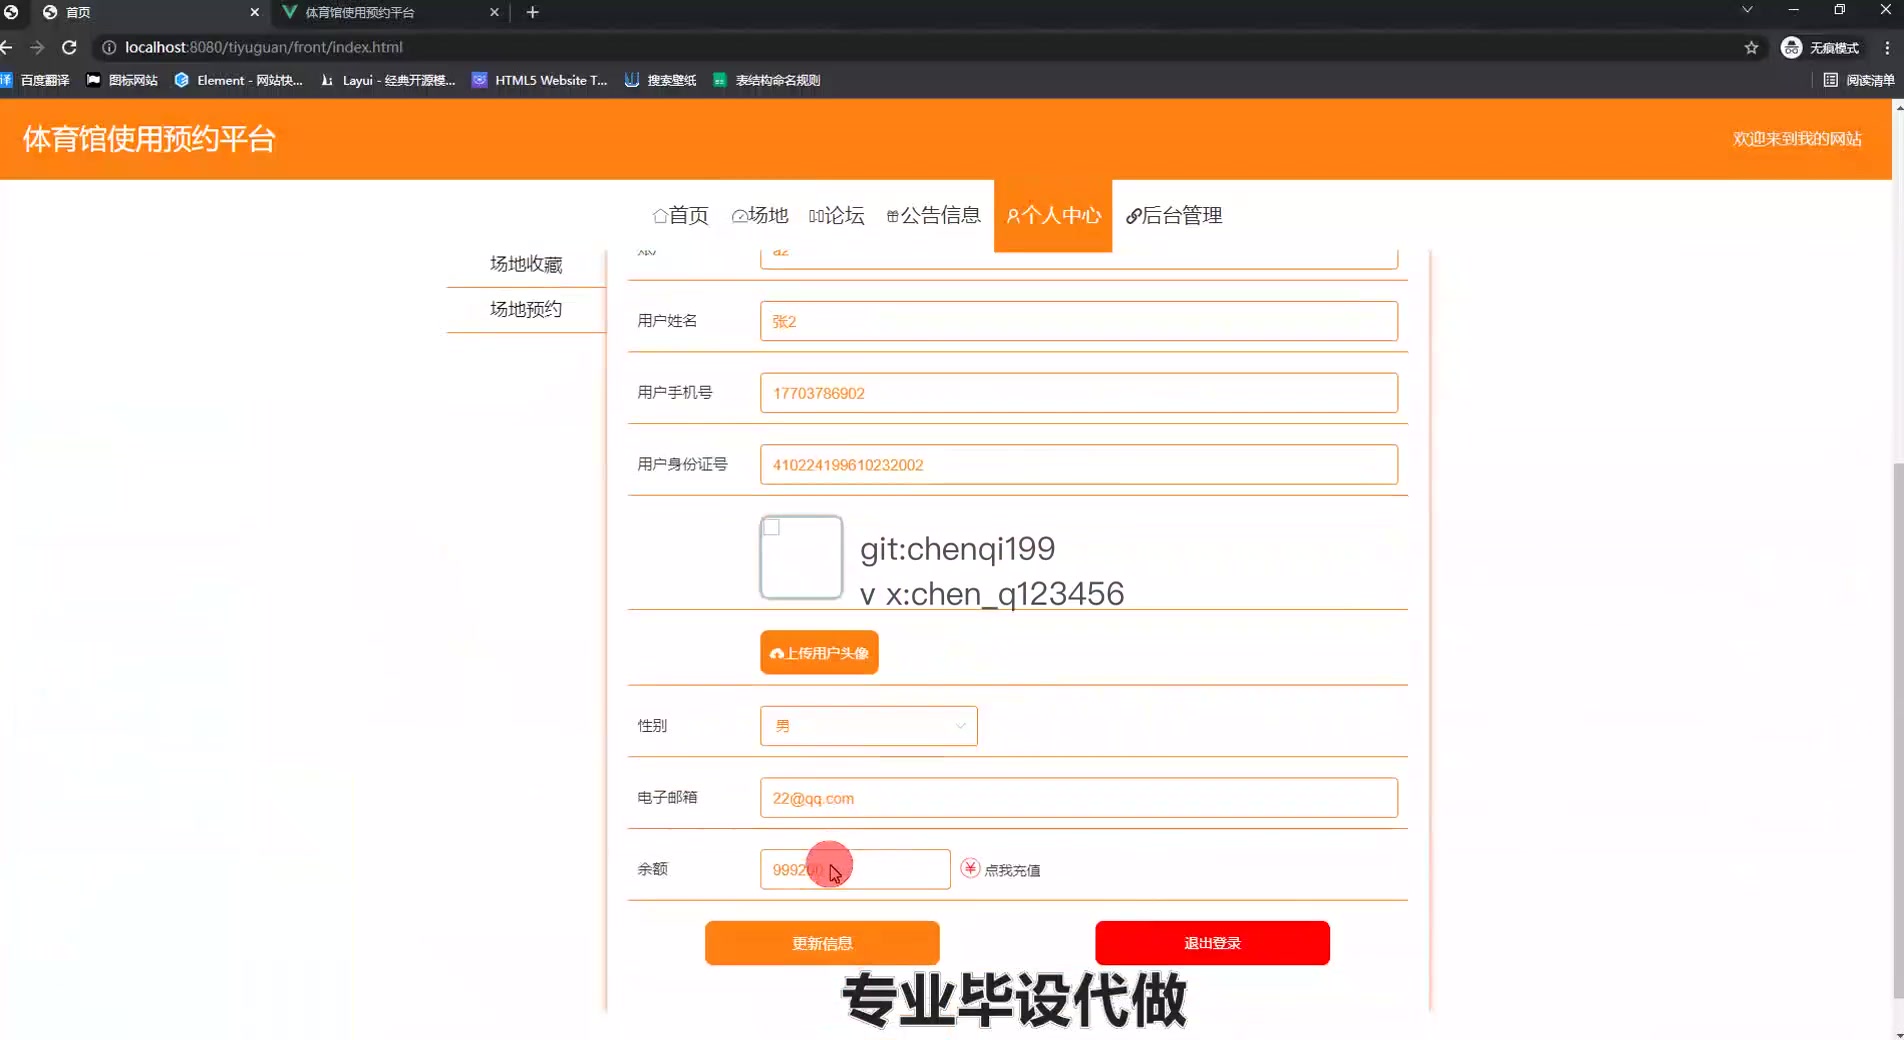 首页
体育馆使用预约平台
localhost:8080/tiyuguan/front/index.html
无痕模式
译 百度翻译
图标网站
Element - 网站快...
Layui - 经典开源模...
HTML5 Website T...
搜索壁纸
表结构命名规则
阅读清单
体育馆使用预约平台
欢迎来到我的网站
首页
场地
论坛
公告信息
个人中心
后台管理
场地收藏
场地预约
a2
用户姓名
张2
用户手机号
17703786902
用户身份证号
410224199610232002
git:chenqi199
v x:chen_q123456
上传用户头像
性别
男
电子邮箱
22@qq.com
余额
点我充值
更新信息
退出登录
专业毕设代做